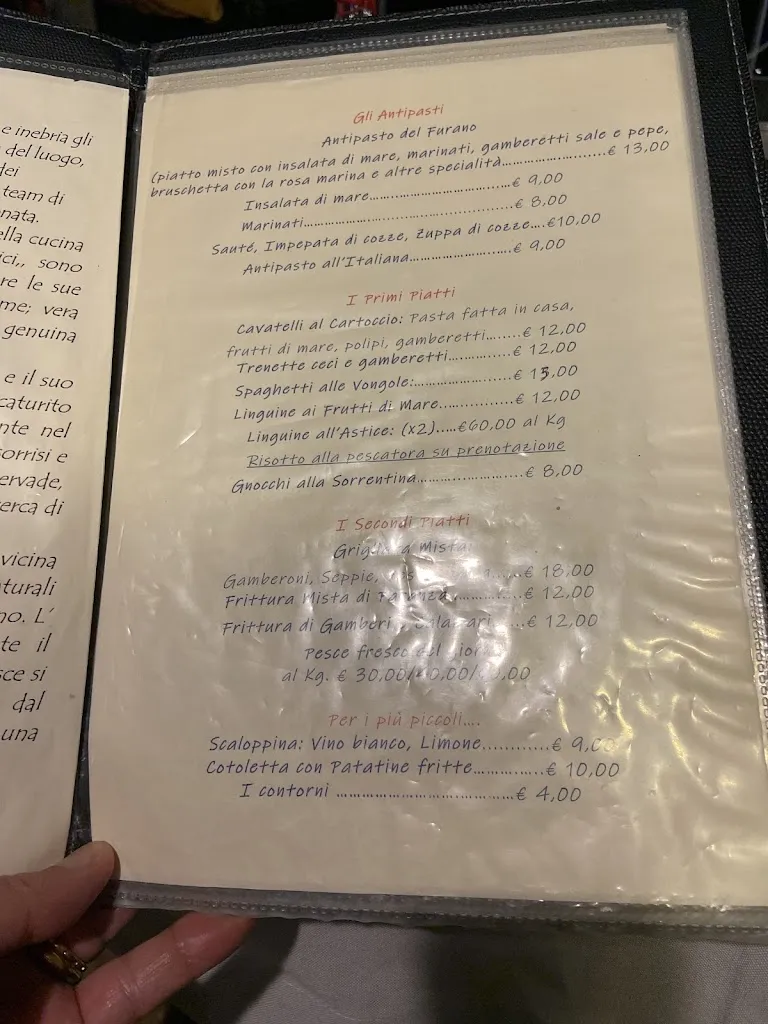 e inebria gli
del luogo,
dei
team di
nata.
ella cucina
ici,, sono
re le sue
me; vera
genuina
e il suo
caturito
nte nel
sorrisi e
ervade,
erca di
vicina
turali
no. L'
te il
sce si
dal
una
Gli Antipasti
Antipasto del Furano
(piatto misto con insalata di mare, marinati, gamberetti sale e pepe,
bruschetta con la rosa marina e altre specialità........................€ 13,00
Insalata di mare..............................€ 9,00
Marinati..........................................€ 8,00
Sauté, Impepata di cozze, Zuppa di cozze....€10,00
Antipasto all'Italiana......................€ 9,00
I Primi Piatti
Cavatelli al Cartoccio: Pasta fatta in casa,
frutti di mare, polipi, gamberetti.......€ 12,00
Trenette ceci e gamberetti.............€ 12,00
Spaghetti alle Vongole:....................€ 15,00
Linguine ai Frutti di Mare...............€ 12,00
Linguine all'Astice: (x2).....€60,00 al Kg
Risotto alla pescatora su prenotazione
Gnocchi alla Sorrentina......................€ 8,00
I Secondi Piatti
Mista:
Gamberoni, Seppie, ....€ 18,00
Frittura Mista di .............€ 12,00
Frittura di Gamberi ....€ 12,00
Pesce fresco del
al Kg. € 30,00/
Per i più piccoli....
Scaloppina: Vino bianco, Limone............€ 9,
Cotoletta con Patatine fritte...............€ 10,00
I contorni ......................................€ 4,00